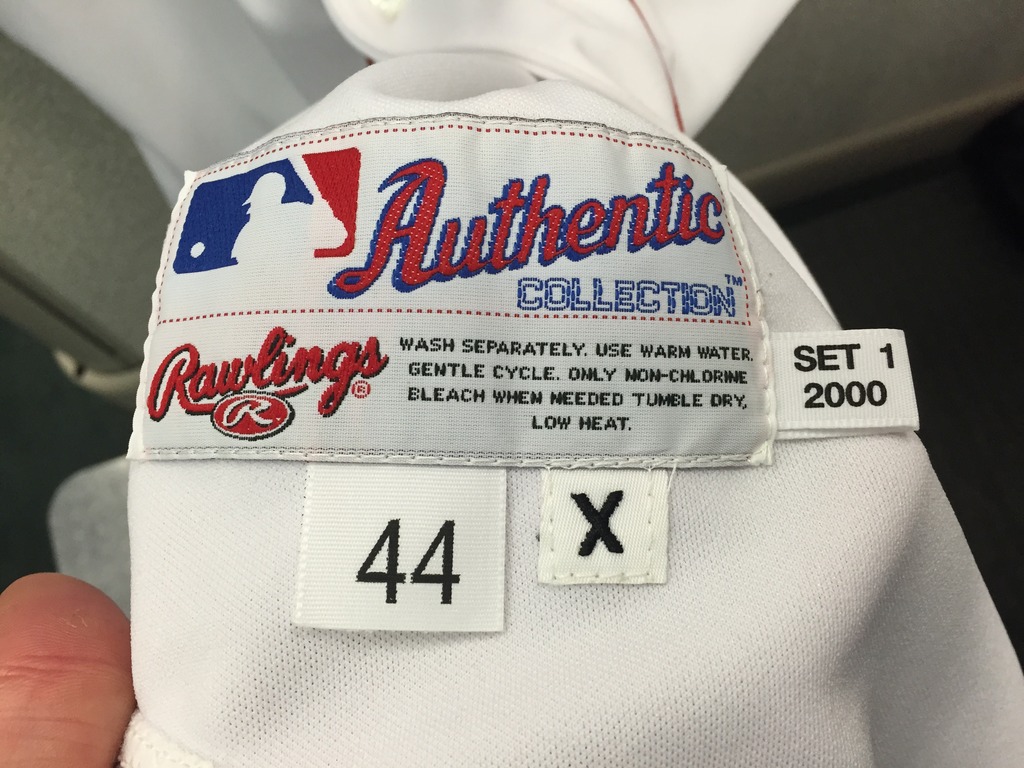 Authentic
COLLECTION™
Rawlings®
R
WASH SEPARATELY. USE WARM WATER.
GENTLE CYCLE. ONLY NON-CHLORINE
BLEACH WHEN NEEDED TUMBLE DRY,
LOW HEAT.
SET 1
2000
44
X